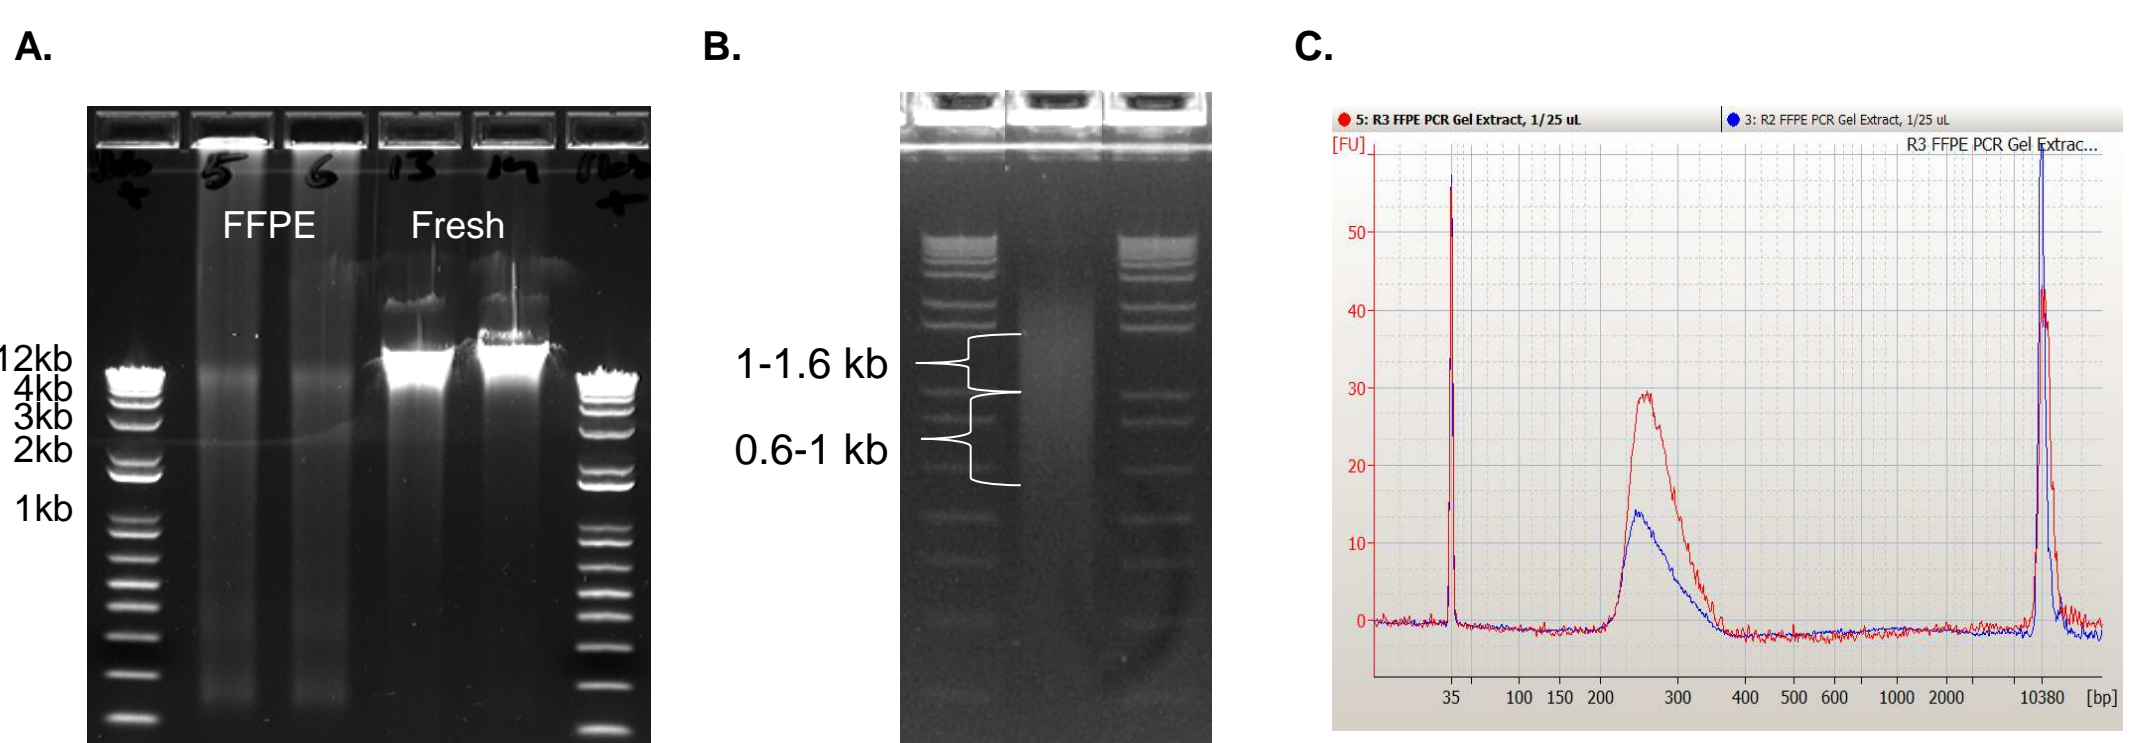 A.
B.
C.
5 6 13 14
FFPE Fresh
12kb
4kb
3kb
2kb
1kb
1-1.6 kb
0.6-1 kb
5: R3 FFPE PCR Gel Extract, 1/25 uL
3: R2 FFPE PCR Gel Extract, 1/25 uL
[FU]
R3 FFPE PCR Gel Extrac...
50
40
30
20
10
0
35 100 150 200 300 400 500 600 1000 2000 10380 [bp]